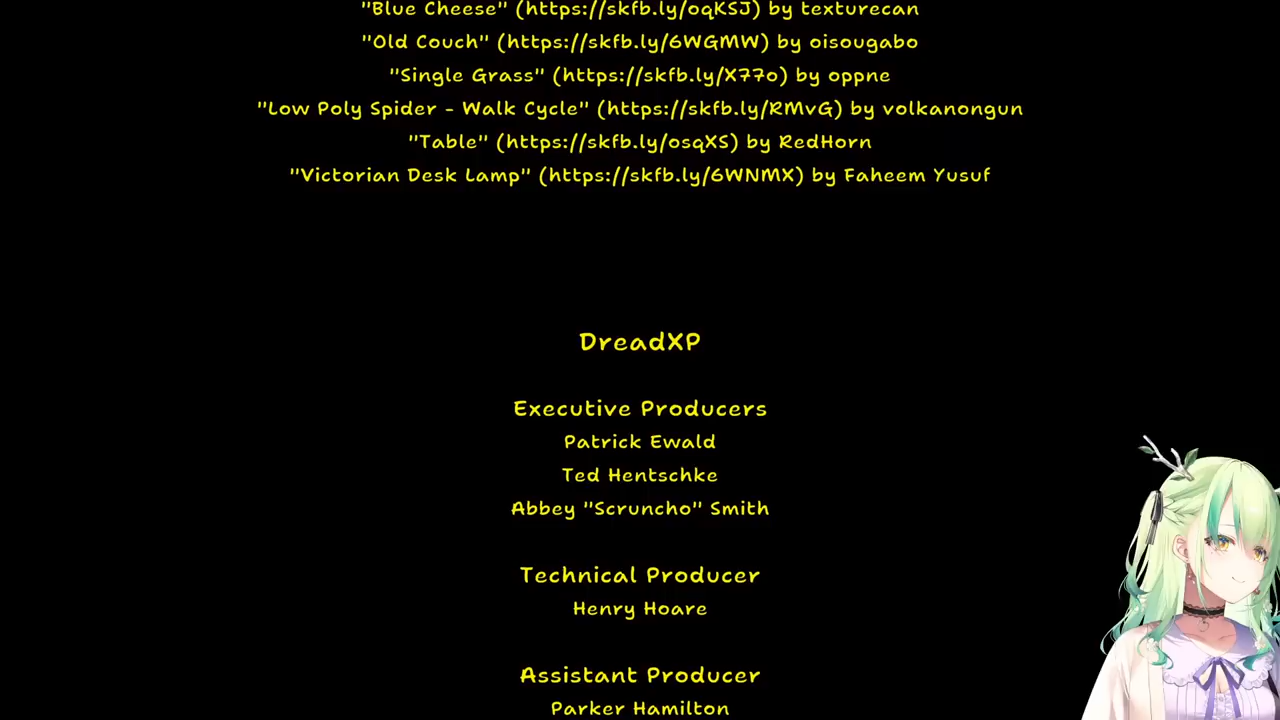 "Blue Cheese" (https://skfb.ly/oqKSJ) by texturecan
"Old Couch" (https://skfb.ly/6WGMW) by oisougabo
"Single Grass" (https://skfb.ly/X77o) by oppne
"Low Poly Spider - Walk Cycle" (https://skfb.ly/RMvG) by volkanongun
"Table" (https://skfb.ly/osqXS) by RedHorn
"Victorian Desk Lamp" (https://skfb.ly/6WNMX) by Faheem Yusuf
DreadXP
Executive Producers
Patrick Ewald
Ted Hentschke
Abbey "Scruncho" Smith
Technical Producer
Henry Hoare
Assistant Producer
Parker Hamilton